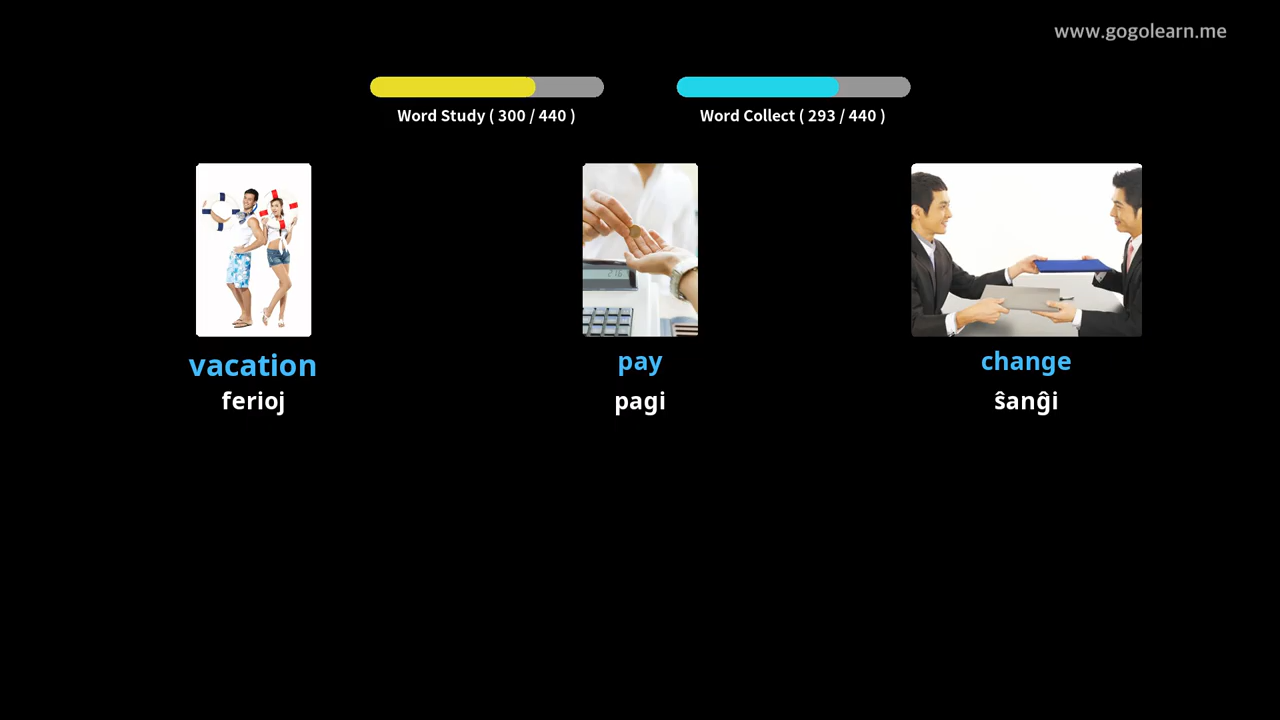 www.gogolearn.me
Word Study ( 300 / 440 )
Word Collect ( 293 / 440 )
vacation
ferioj
pay
pagi
change
ŝanĝi